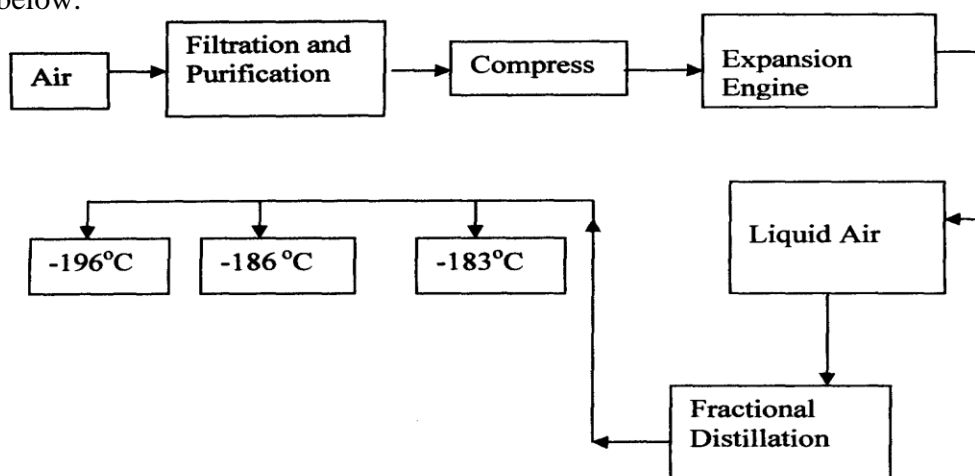 below.
Air
Filtration and
Purification
Compress
Expansion
Engine
-196°C
-186 °C
-183°C
Liquid Air
Fractional
Distillation